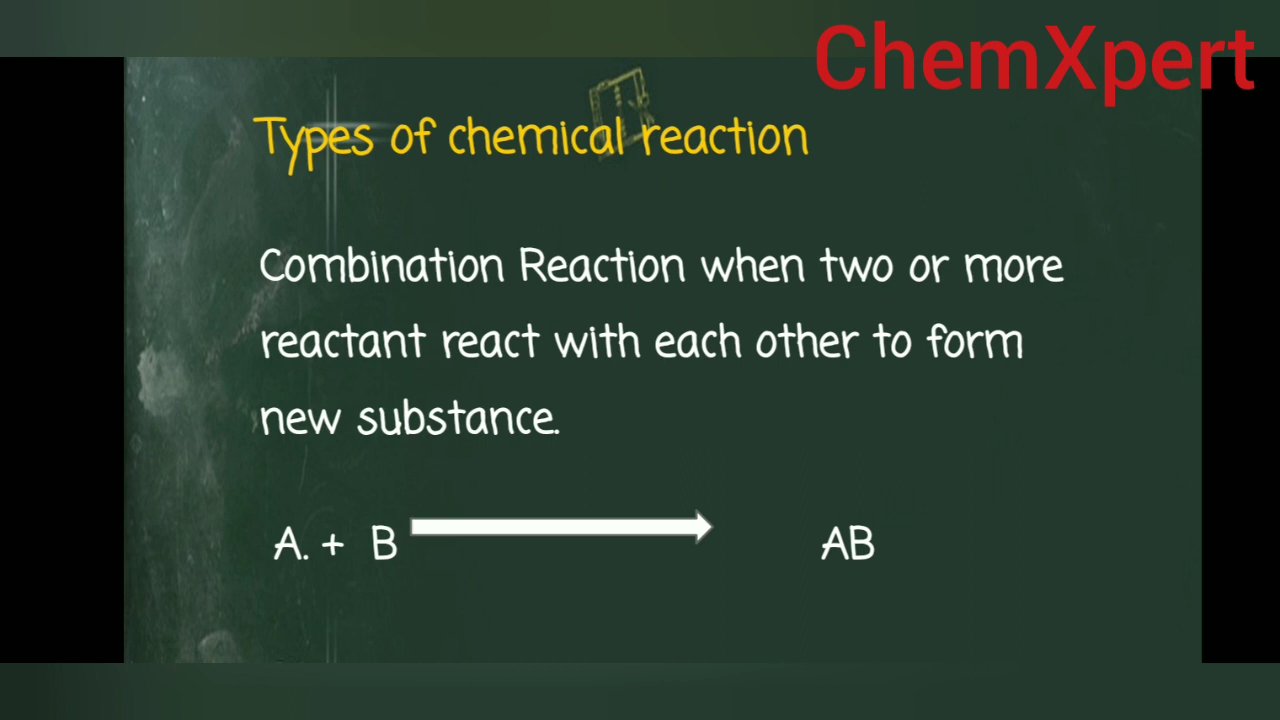 ChemXpert
Types of chemical reaction
Combination Reaction when two or more
reactant react with each other to form
new substance.
A. + B AB